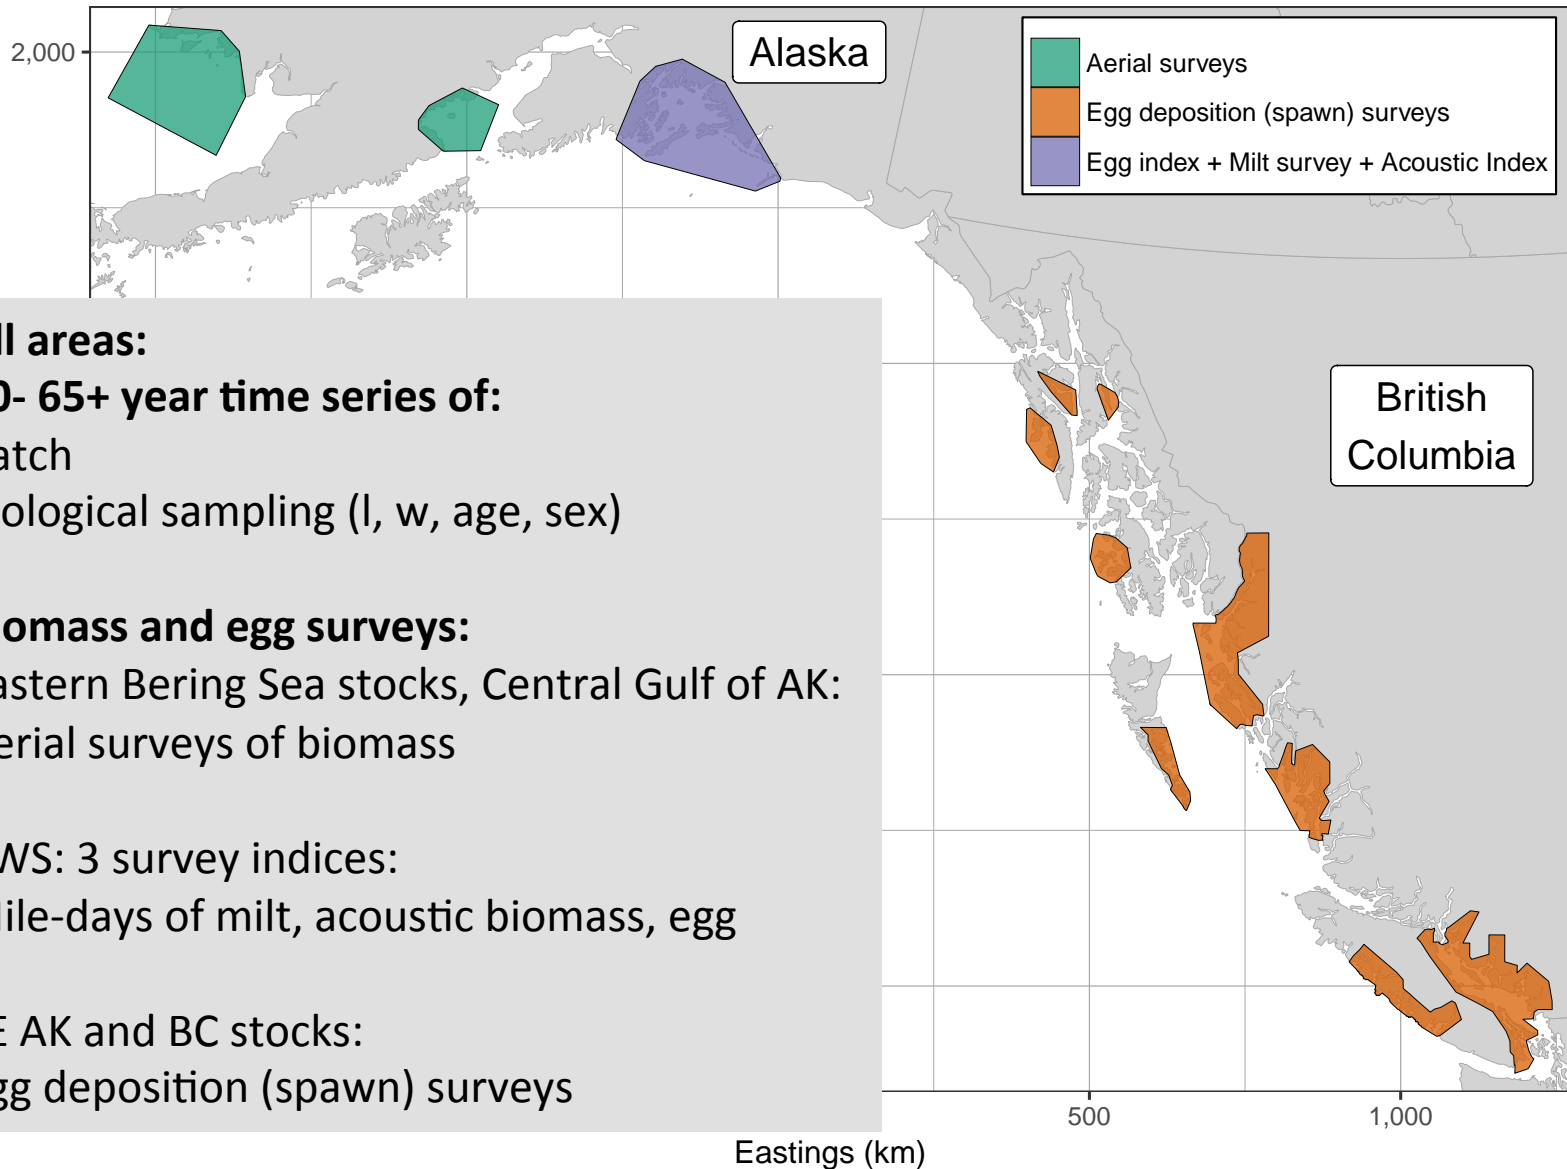 2,000
Alaska
Aerial surveys
Egg deposition (spawn) surveys
Egg index + Milt survey + Acoustic Index
British
Columbia
ll areas:
0- 65+ year time series of:
atch
ological sampling (l, w, age, sex)
omass and egg surveys:
astern Bering Sea stocks, Central Gulf of AK:
erial surveys of biomass
WS: 3 survey indices:
ile-days of milt, acoustic biomass, egg
E AK and BC stocks:
gg deposition (spawn) surveys
500
1,000
Eastings (km)